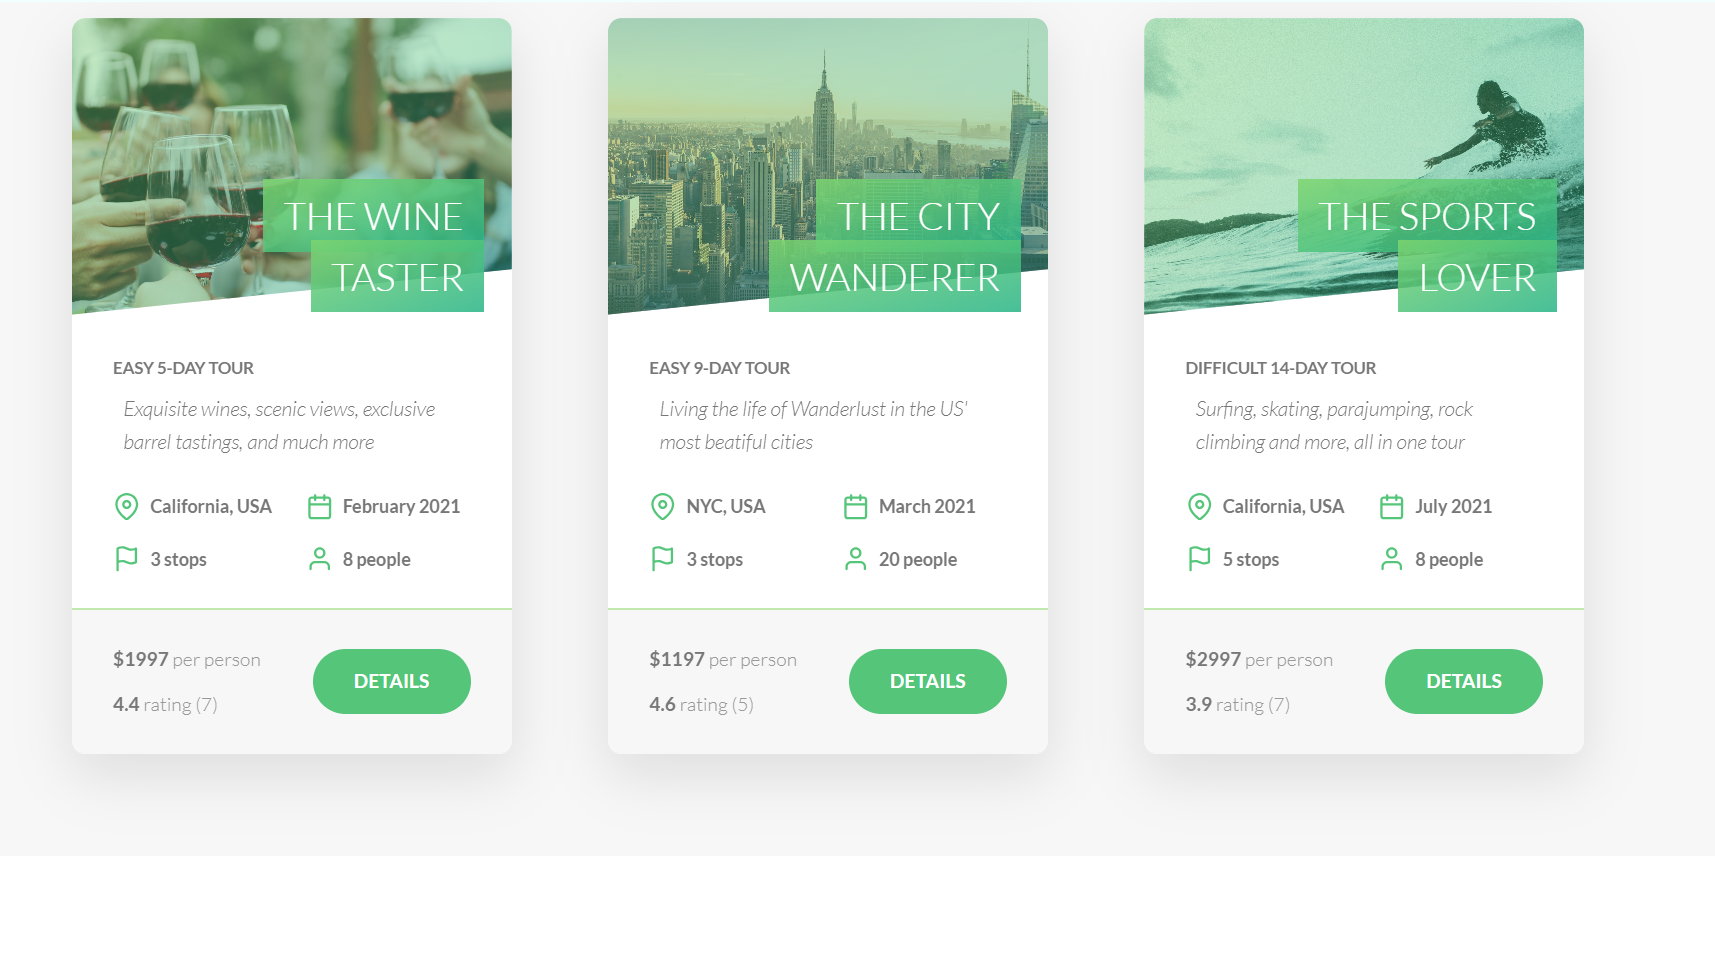 THE WINE
TASTER
EASY 5-DAY TOUR
Exquisite wines, scenic views, exclusive
barrel tastings, and much more
California, USA
February 2021
3 stops
8 people
$1997 per person
4.4 rating (7)
DETAILS
THE CITY
WANDERER
EASY 9-DAY TOUR
Living the life of Wanderlust in the US'
most beatiful cities
NYC, USA
March 2021
3 stops
20 people
$1197 per person
4.6 rating (5)
DETAILS
THE SPORTS
LOVER
DIFFICULT 14-DAY TOUR
Surfing, skating, parajumping, rock
climbing and more, all in one tour
California, USA
July 2021
5 stops
8 people
$2997 per person
3.9 rating (7)
DETAILS